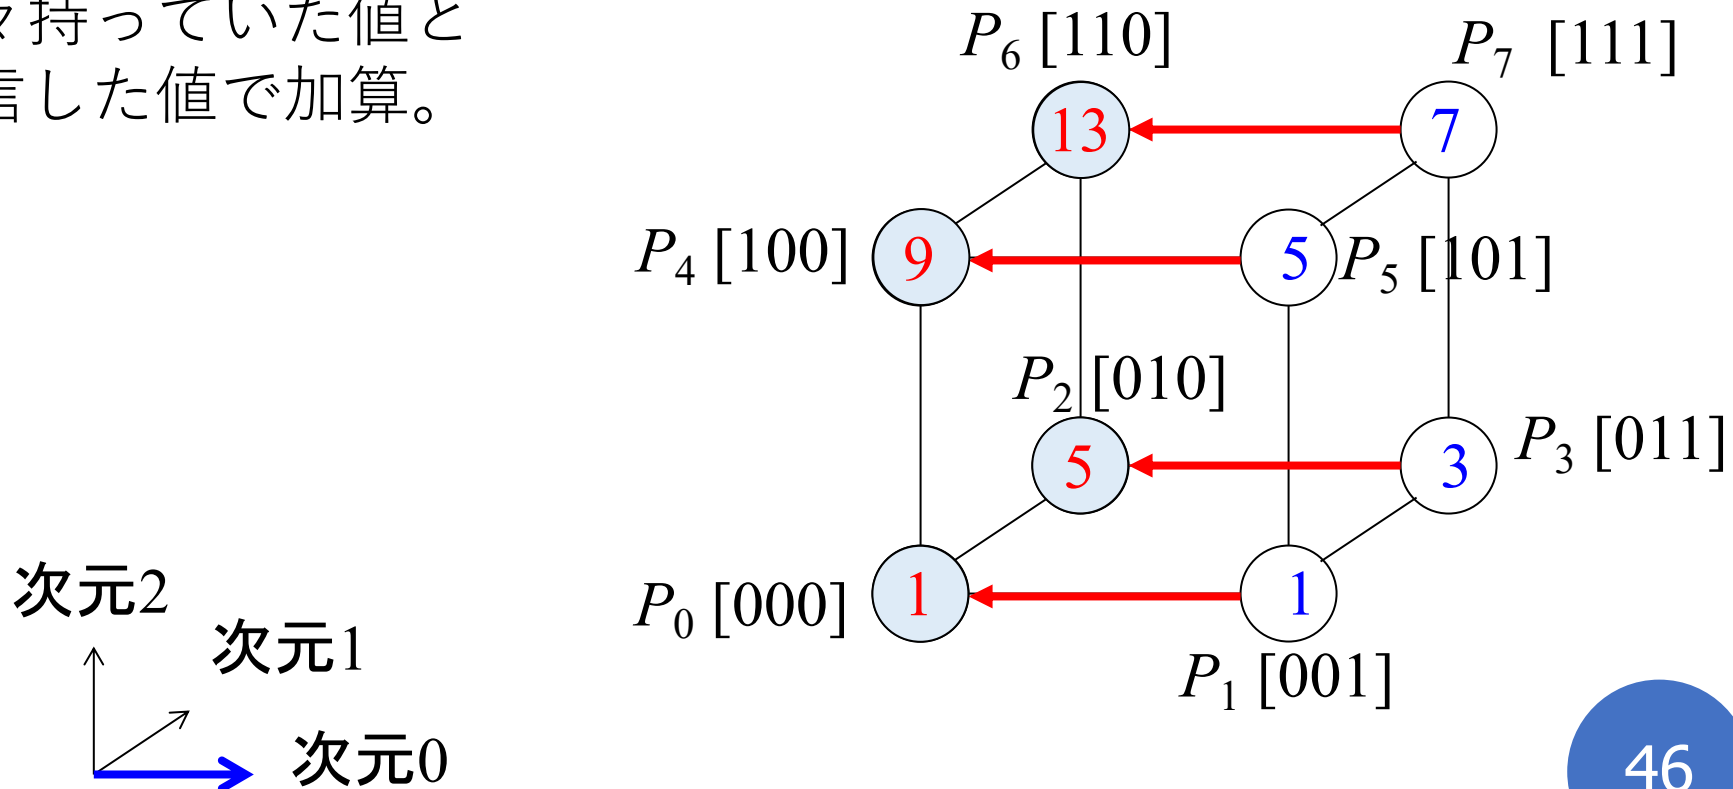 々持っていた値と
信した値で加算。
P6 [110]
P7 [111]
13
7
P4 [100]
9
5
P5 [101]
P2 [010]
5
3
P3 [011]
P0 [000]
1
1
P1 [001]
次元2
次元1
次元0
46